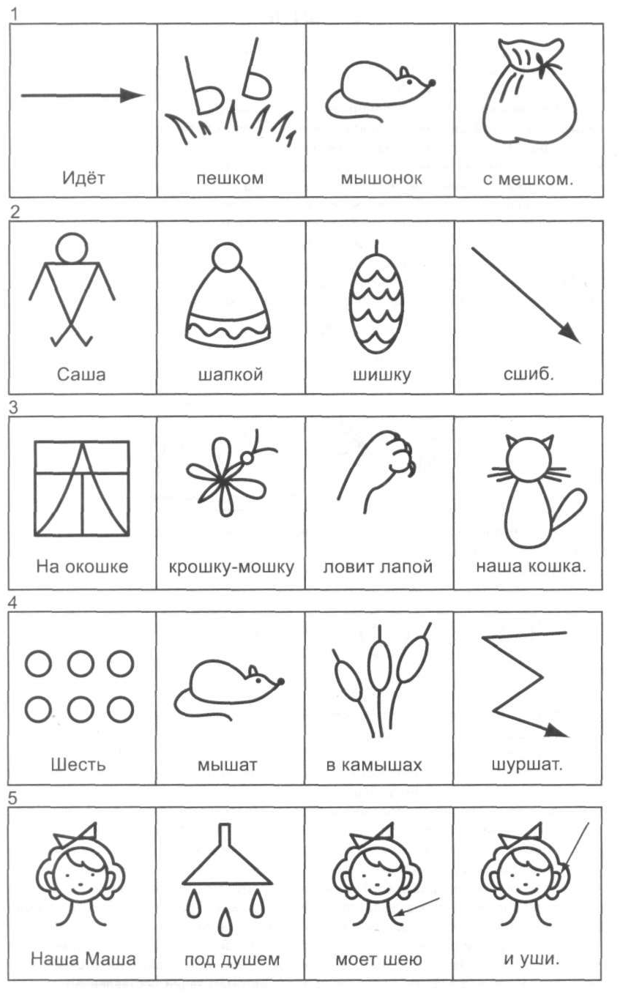 1
Идёт пешком мышонок с мешком.
2
Саша шапкой шишку сшиб.
3
На окошке крошку-мошку ловит лапой наша кошка.
4
Шесть мышат в камышах шуршат.
5
Наша Маша под душем моет шею и уши.